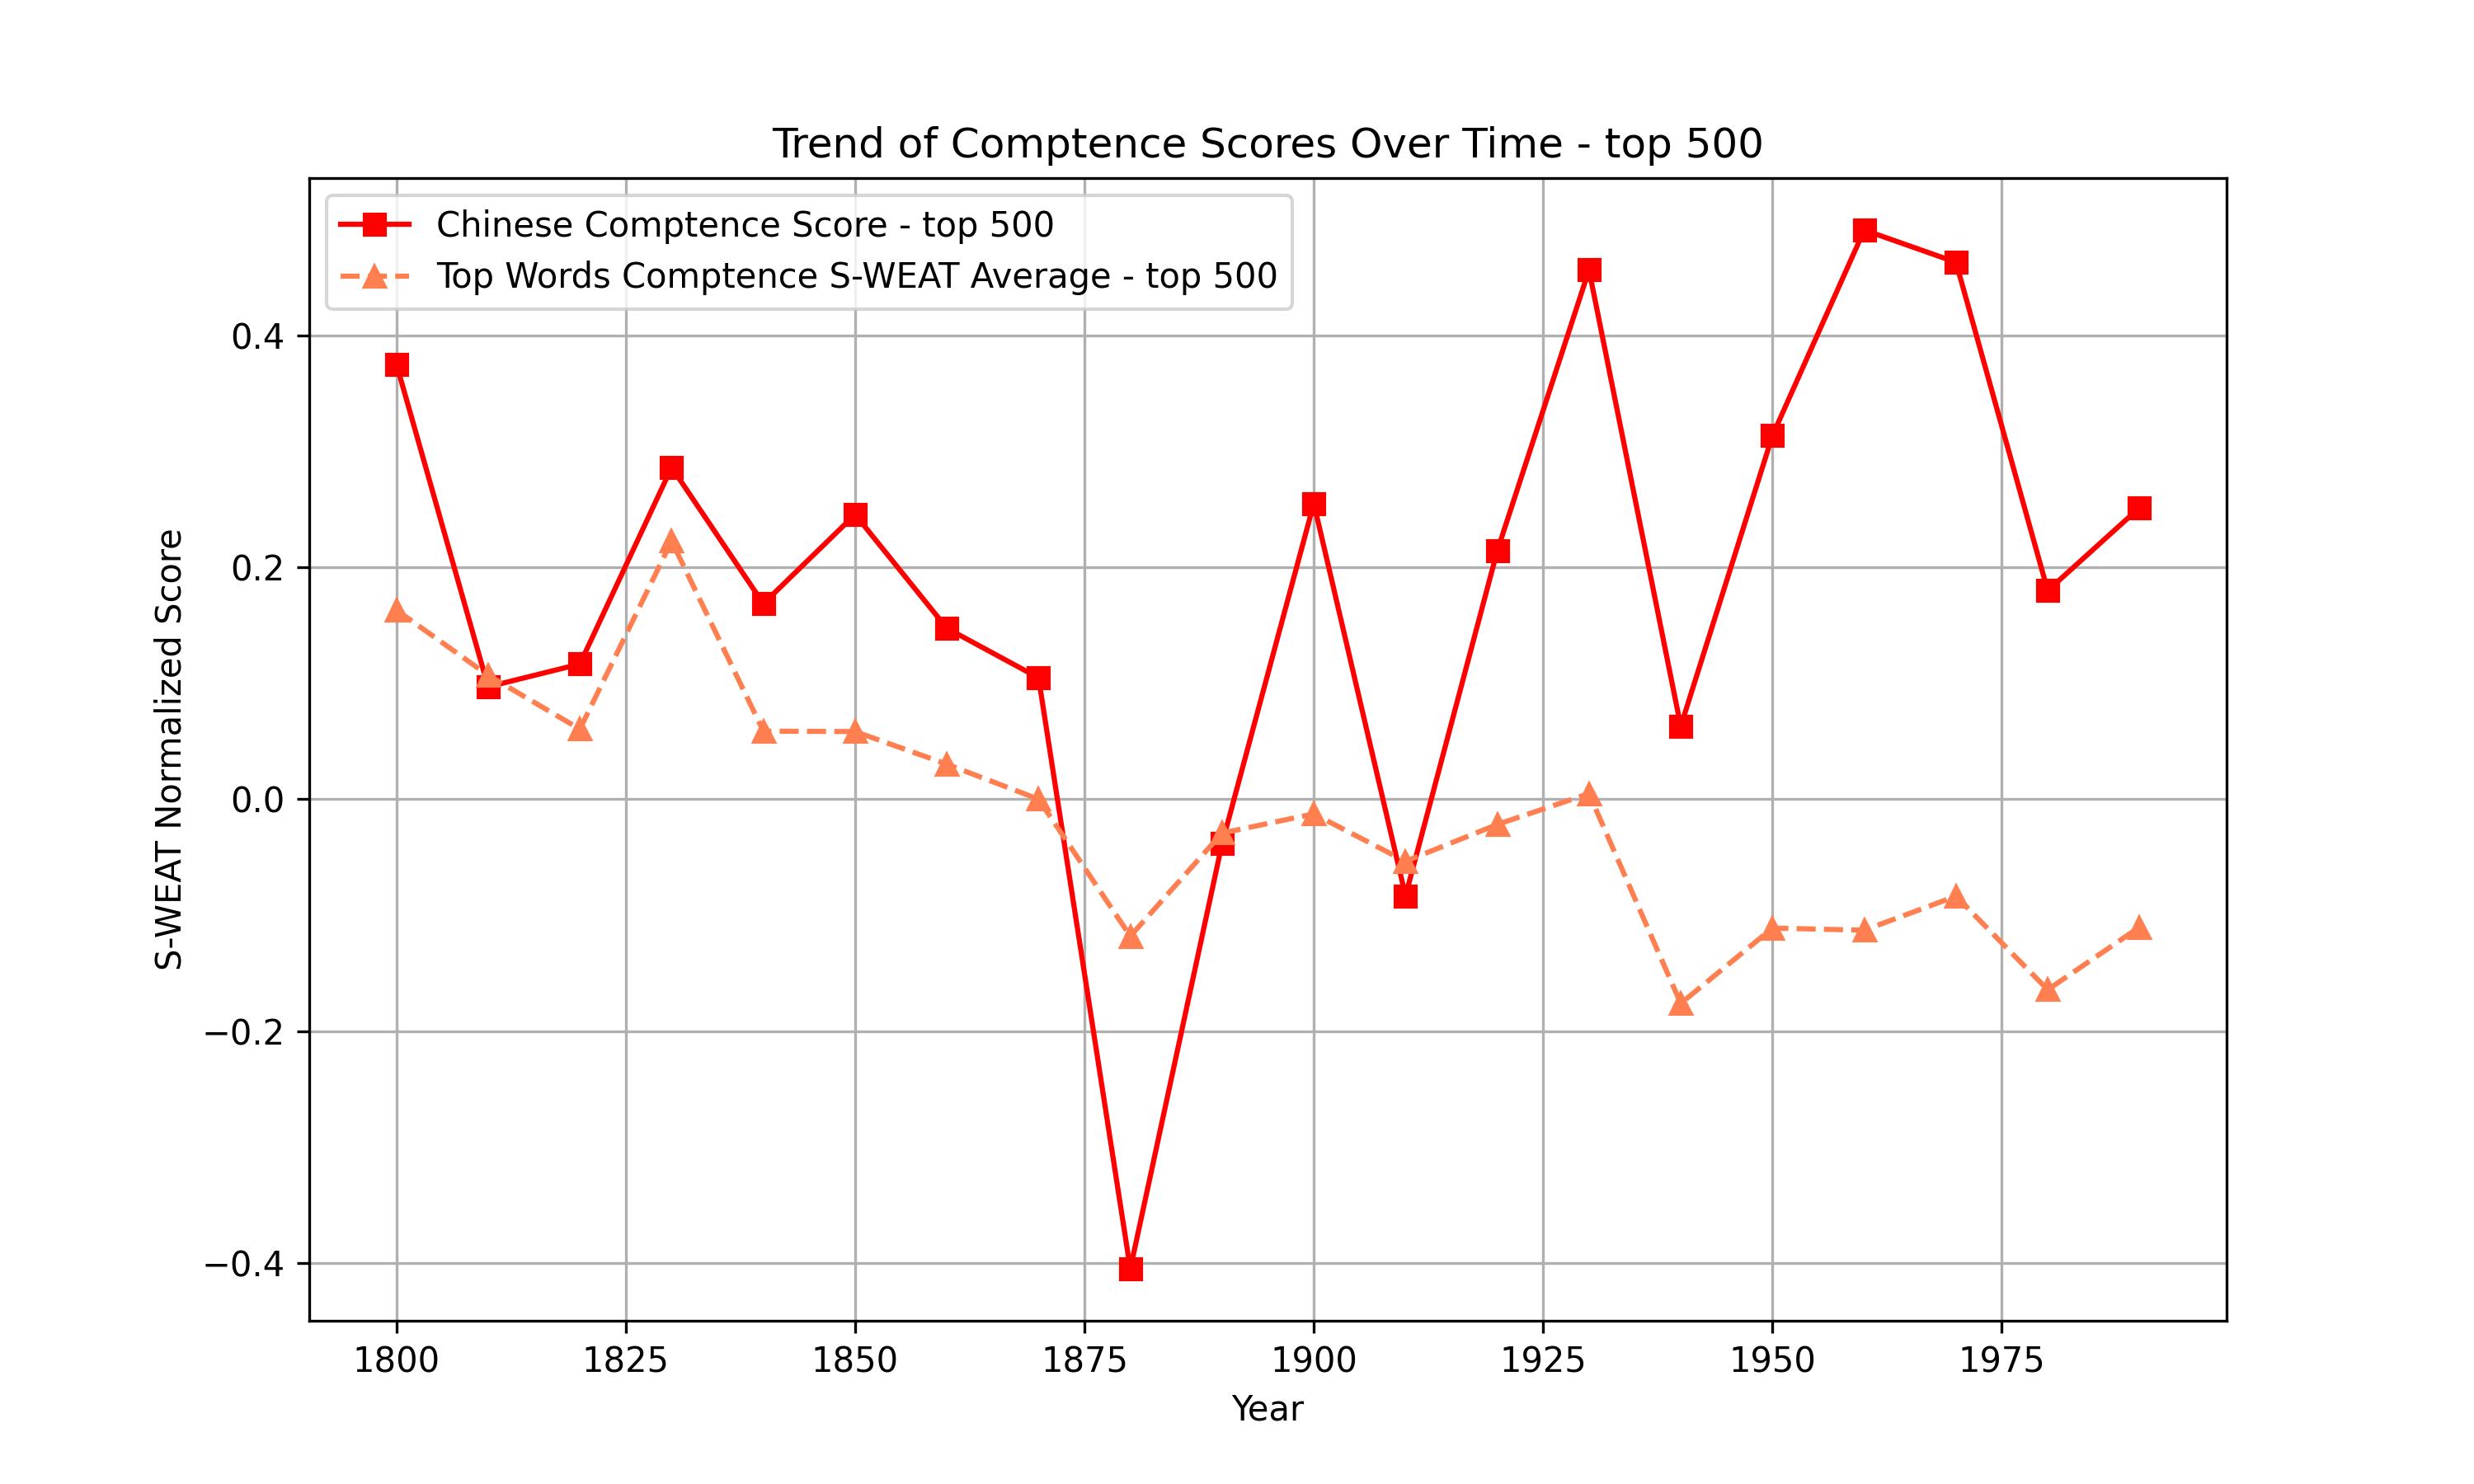 Trend of Comptence Scores Over Time - top 500
Chinese Comptence Score - top 500
Top Words Comptence S-WEAT Average - top 500
S-WEAT Normalized Score
0.4
0.2
0.0
−0.2
−0.4
1800 1825 1850 1875 1900 1925 1950 1975
Year